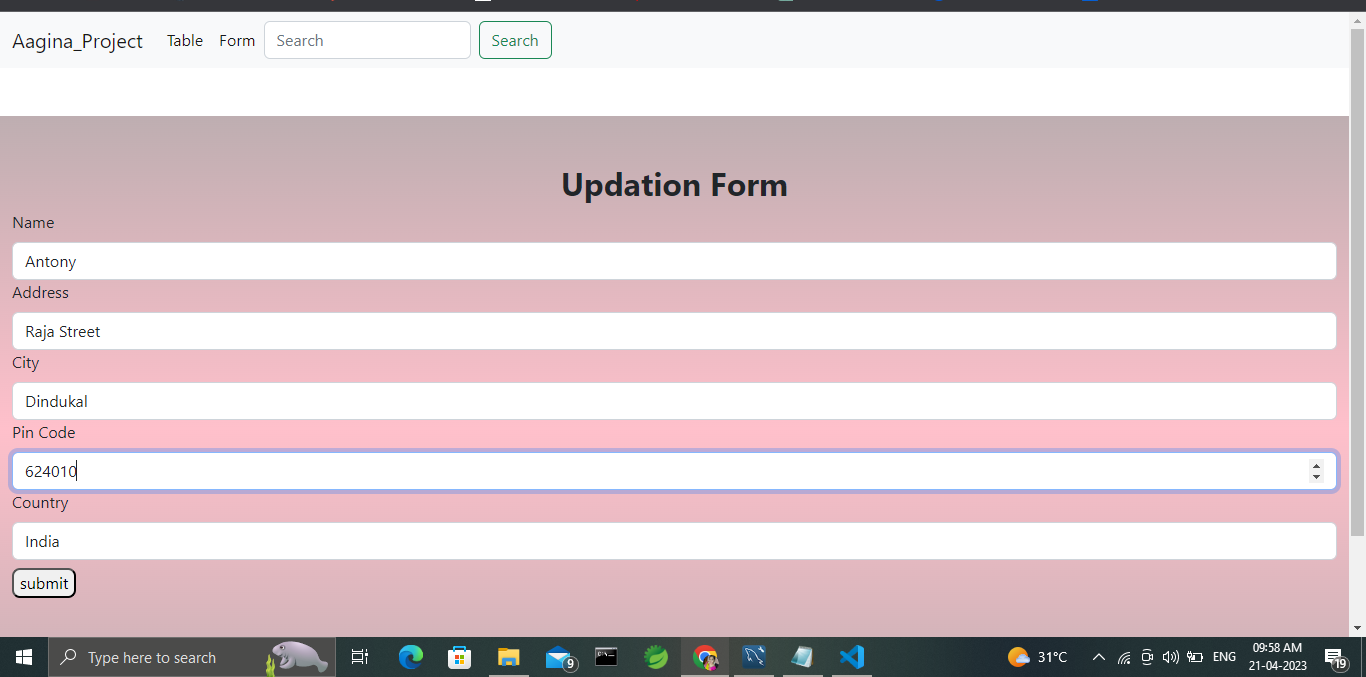 Aagina_Project Table Form Search Search
Updation Form
Name
Antony
Address
Raja Street
City
Dindukal
Pin Code
624010
Country
India
submit
Type here to search 9 31°C ENG 09:58 AM 19
21-04-2023